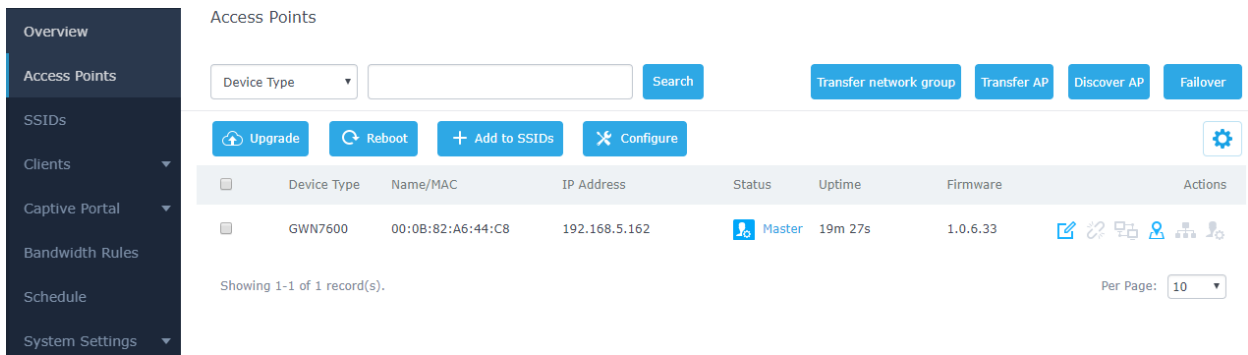 Overview
Access Points
SSIDs
Clients
Captive Portal
Bandwidth Rules
Schedule
System Settings
Access Points
Device Type Search Transfer network group Transfer AP Discover AP Failover
Upgrade Reboot Add to SSIDs Configure
Device Type Name/MAC IP Address Status Uptime Firmware Actions
GWN7600 00:0B:82:A6:44:C8 192.168.5.162 Master 19m 27s 1.0.6.33
Showing 1-1 of 1 record(s). Per Page: 10